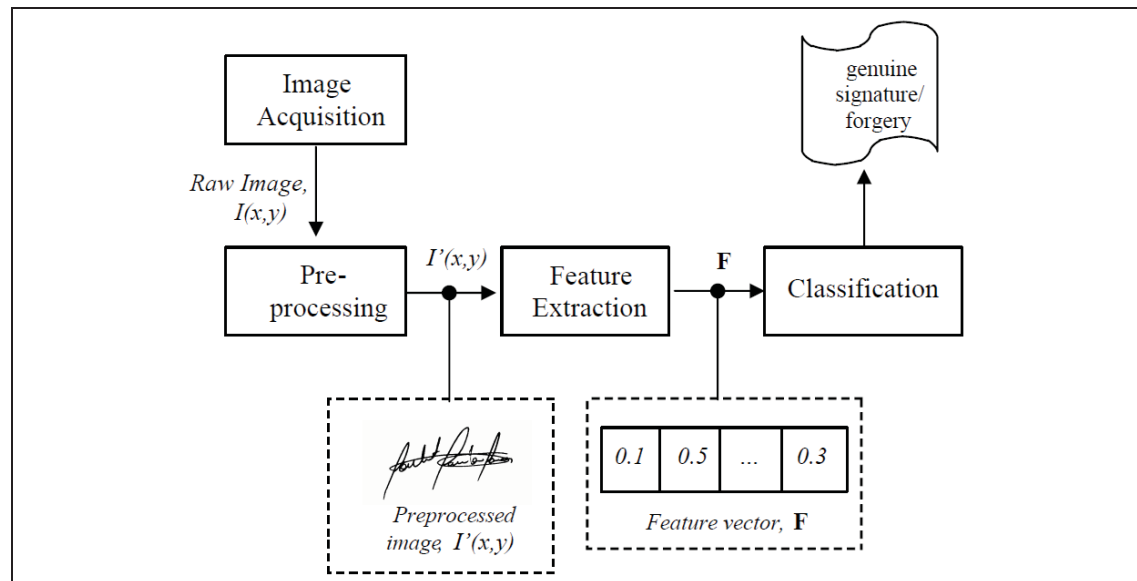 Image
Acquisition
genuine
signature/
forgery
Raw Image,
I(x,y)
Pre-
processing
I’(x,y)
Feature
Extraction
F
Classification
0.1 0.5 ... 0.3
Preprocessed
image, I’(x,y)
Feature vector, F